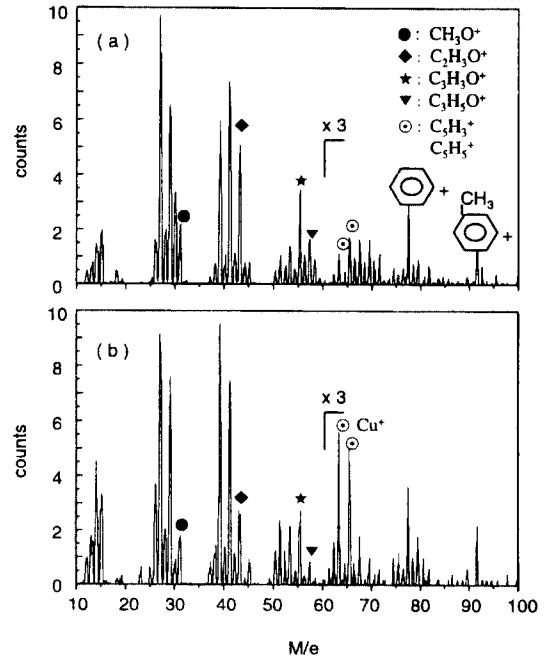 10
8
6
4
2
0
counts
( a )
● : CH₃O⁺
◆ : C₂H₃O⁺
★ : C₃H₃O⁺
▼ : C₃H₅O⁺
⊙ : C₅H₃⁺
C₅H₅⁺
x 3
+
CH₃
+
10
8
6
4
2
0
counts
( b )
x 3
Cu⁺
10 20 30 40 50 60 70 80 90 100
M/e